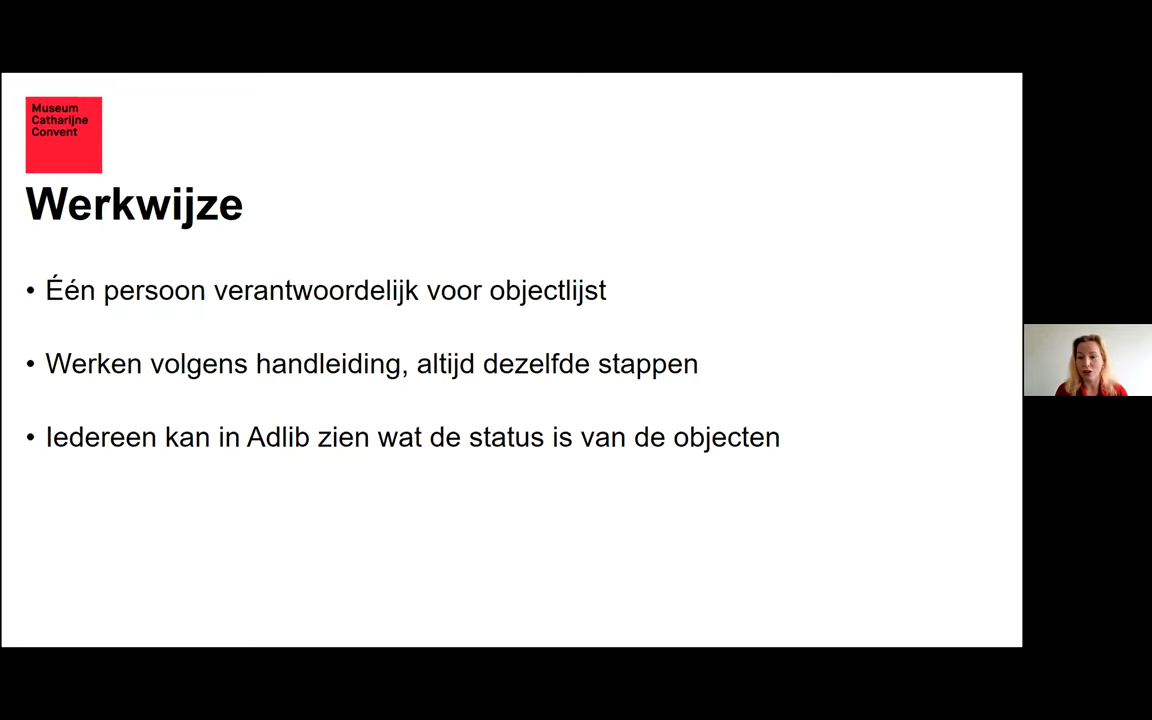 Museum
Catharijne
Convent
Werkwijze
• Één persoon verantwoordelijk voor objectlijst
• Werken volgens handleiding, altijd dezelfde stappen
• Iedereen kan in Adlib zien wat de status is van de objecten